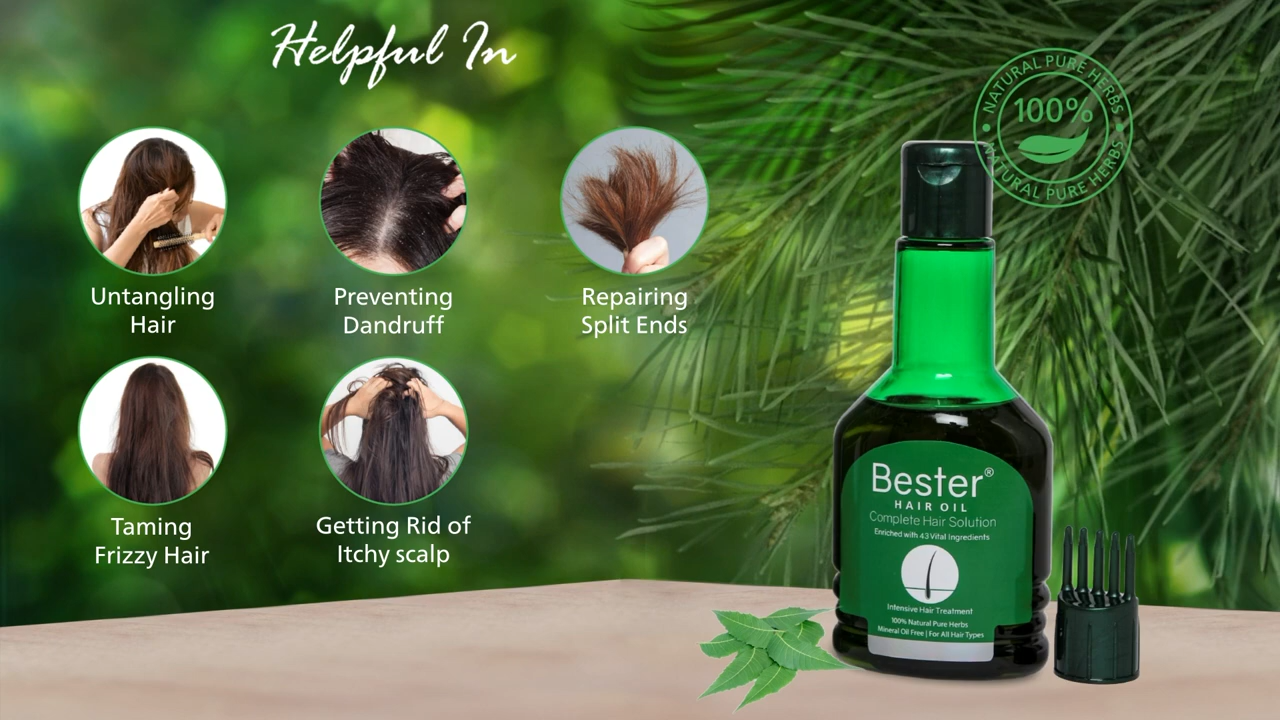 Helpful In
Untangling
Hair
Preventing
Dandruff
Repairing
Split Ends
Taming
Frizzy Hair
Getting Rid of
Itchy scalp
NATURAL PURE HERBS
100%
NATURAL PURE HERBS
Bester®
HAIR OIL
Complete Hair Solution
Enriched with 43 Vital Ingredients
Intensive Hair Treatment
100% Natural Pure Herbs
Mineral Oil Free | For All Hair Types